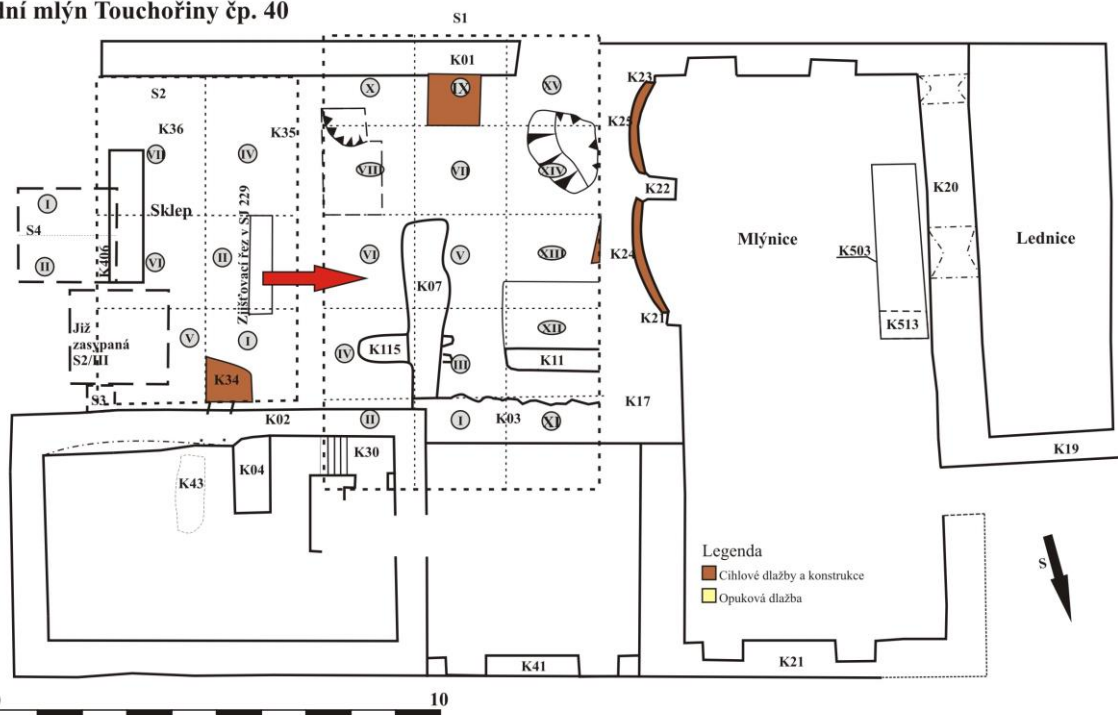 dní mlýn Touchořiny čp. 40
S1
K01
K23
S2
X
IX
XV
K36
K35
K25
VII
IV
VIII
VII
XIV
K22
K20
I
Sklep
S4
K406
Zjišťovací řez v SJ 229
Mlýnice
Lednice
K503
II
VI
II
VI
V
XIII
K24
K07
K513
Již
zasypaná
S2/III
V
I
XII
K21
IV
K115
III
K11
K34
S3
K02
II
I
K03
XI
K17
K19
K30
K04
K43
Legenda
Cihlové dlažby a konstrukce
Opuková dlažba
S
K41
K21
10